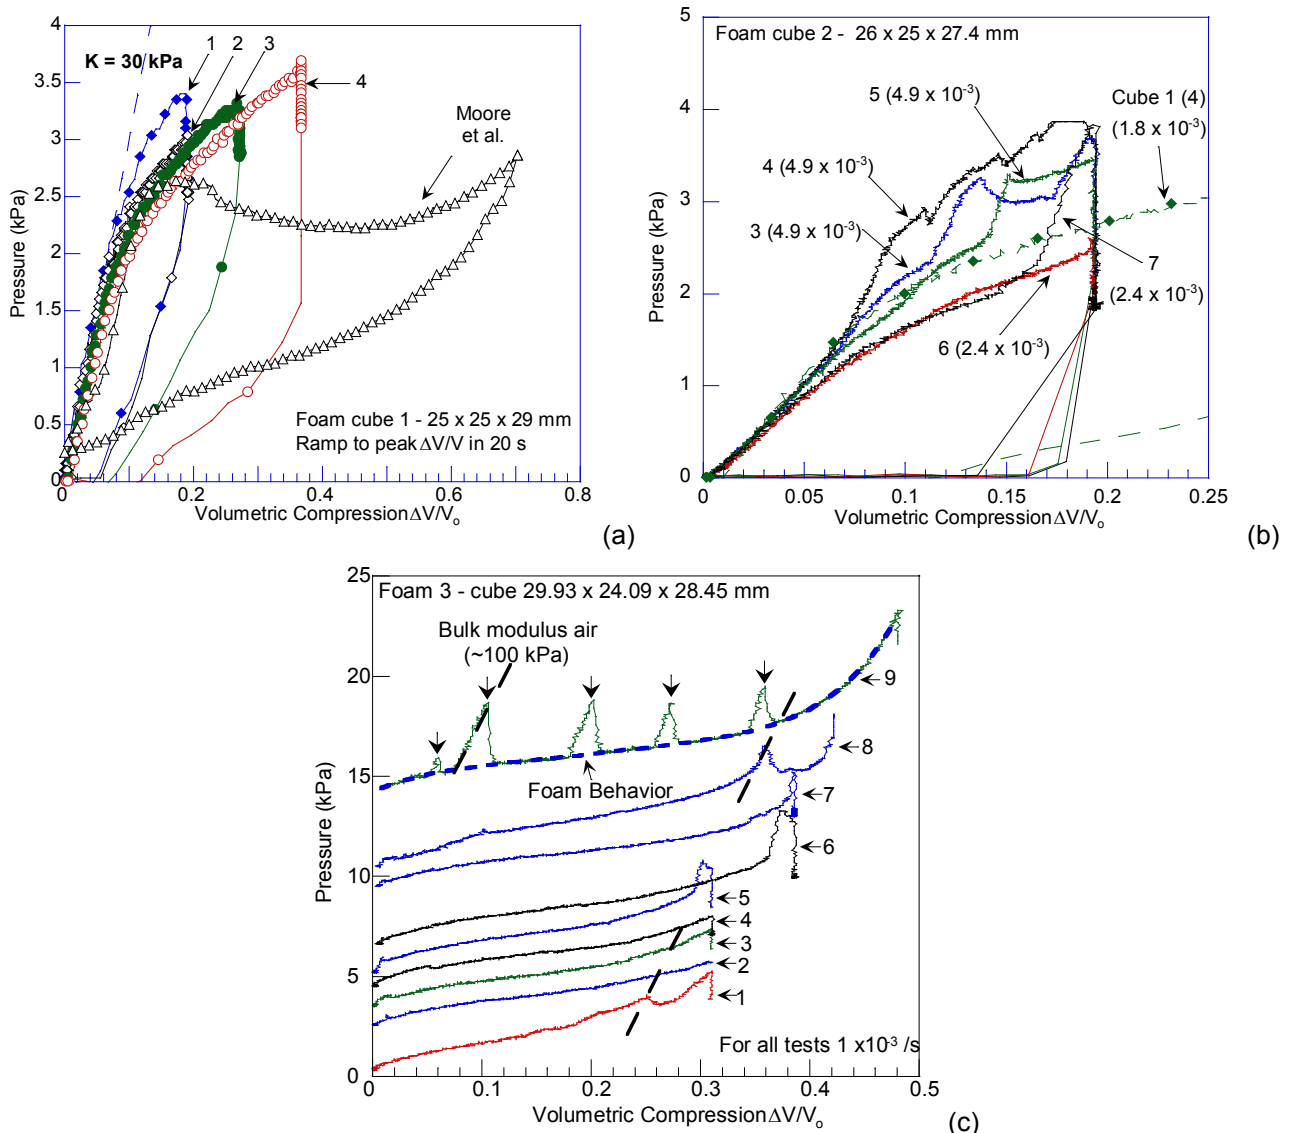 4
3.5
3
2.5
2
1.5
1
0.5
0
Pressure (kPa)
K = 30 kPa
1
2
3
4
Moore
et al.
Foam cube 1 - 25 x 25 x 29 mm
Ramp to peak ΔV/V in 20 s
0
0.2
0.4
0.6
0.8
Volumetric Compression ΔV/Vo
(a)
5
4
3
2
1
0
Pressure (kPa)
Foam cube 2 - 26 x 25 x 27.4 mm
5 (4.9 x 10⁻³)
Cube 1 (4)
(1.8 x 10⁻³)
4 (4.9 x 10⁻³)
3 (4.9 x 10⁻³)
7
(2.4 x 10⁻³)
6 (2.4 x 10⁻³)
0
0.05
0.1
0.15
0.2
0.25
Volumetric Compression ΔV/Vo
(b)
25
20
15
10
5
0
Pressure (kPa)
Foam 3 - cube 29.93 x 24.09 x 28.45 mm
Bulk modulus air
(~100 kPa)
9
8
Foam Behavior
7
6
5
4
3
2
1
For all tests 1 x10⁻³ /s
0
0.1
0.2
0.3
0.4
0.5
Volumetric Compression ΔV/Vo
(c)